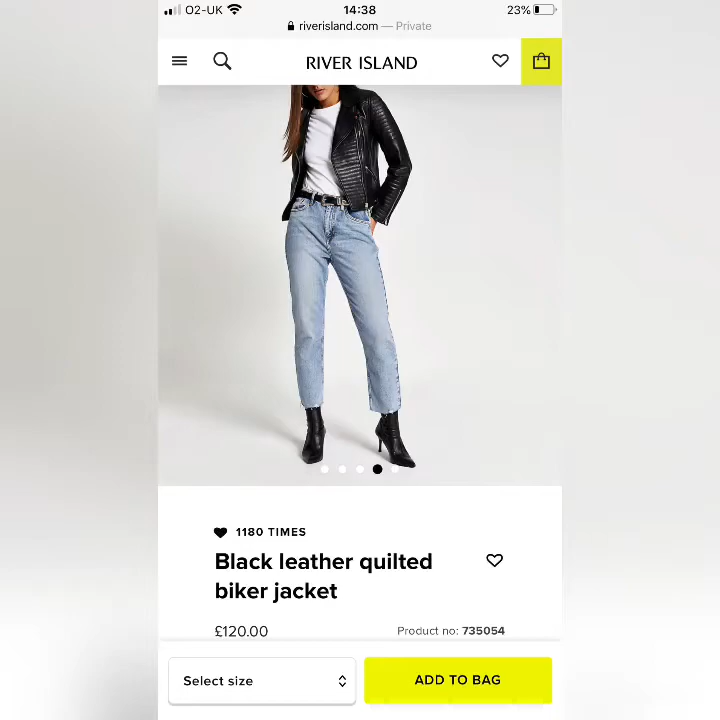 O2-UK 14:38 23%
riverisland.com — Private
RIVER ISLAND
1180 TIMES
Black leather quilted
biker jacket
£120.00 Product no: 735054
Select size ADD TO BAG